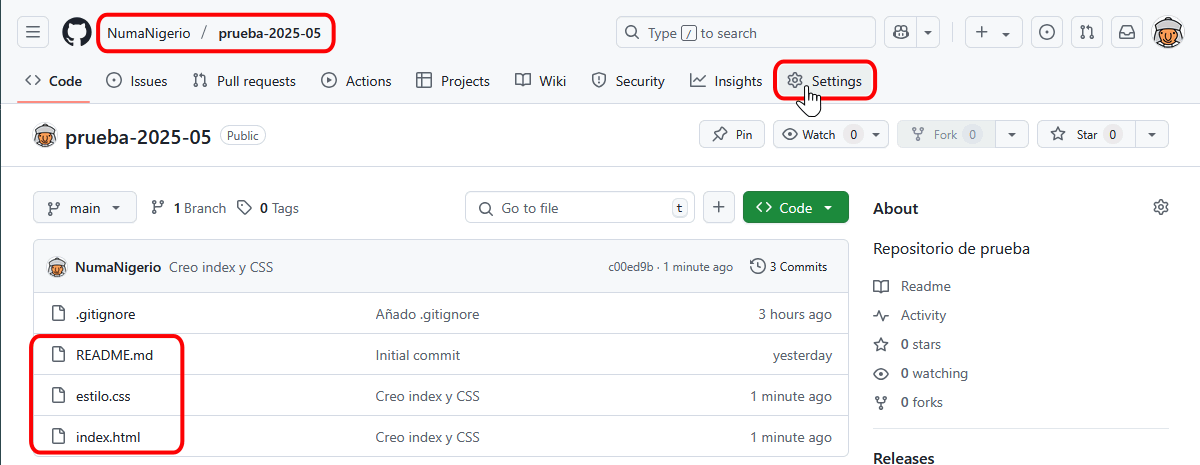 NumaNigerio / prueba-2025-05 Type / to search
Code Issues Pull requests Actions Projects Wiki Security Insights Settings
prueba-2025-05 Public Pin Watch 0 Fork 0 Star 0
main 1 Branch 0 Tags Go to file t Code
About
Repositorio de prueba
NumaNigerio Creo index y CSS c00ed9b · 1 minute ago 3 Commits
.gitignore Añado .gitignore 3 hours ago
README.md Initial commit yesterday
estilo.css Creo index y CSS 1 minute ago
index.html Creo index y CSS 1 minute ago
Readme
Activity
0 stars
0 watching
0 forks
Releases